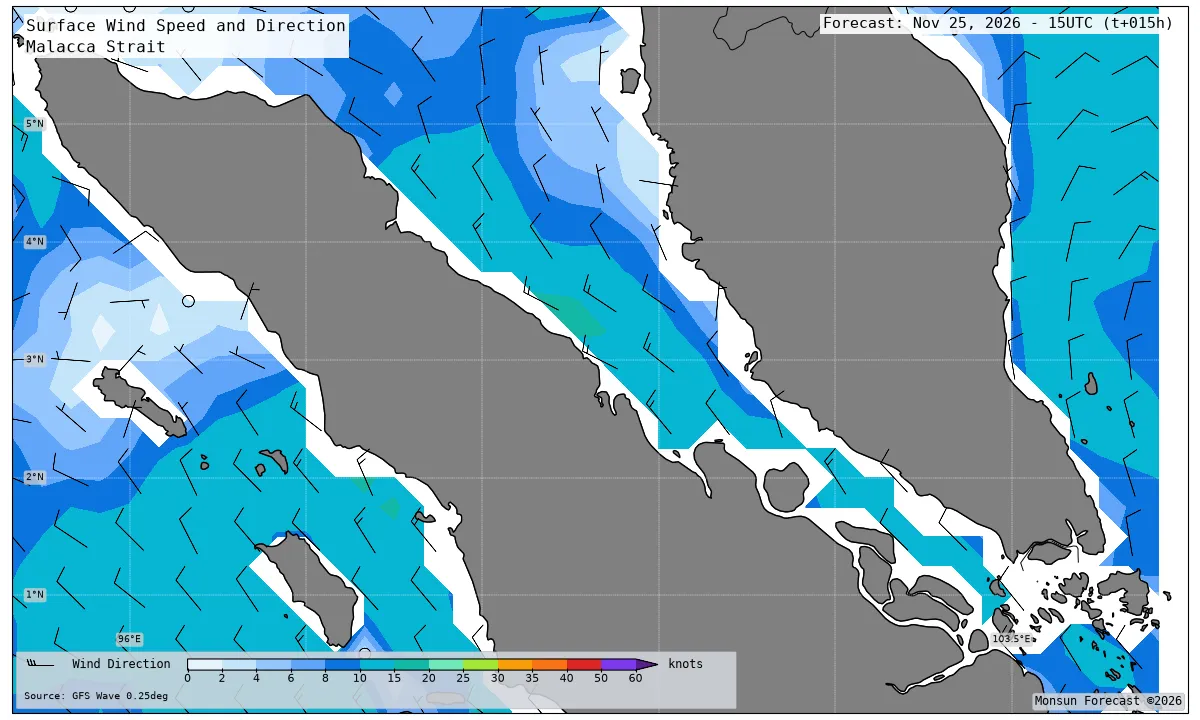 Surface Wind Speed and Direction
Malacca Strait
Forecast: Nov 25, 2026 - 15UTC (t+015h)
5°N
4°N
3°N
2°N
1°N
96°E
103.5°E
Wind Direction
0 2 4 6 8 10 15 20 25 30 35 40 50 60
knots
Source: GFS Wave 0.25deg
Monsun Forecast ©2026